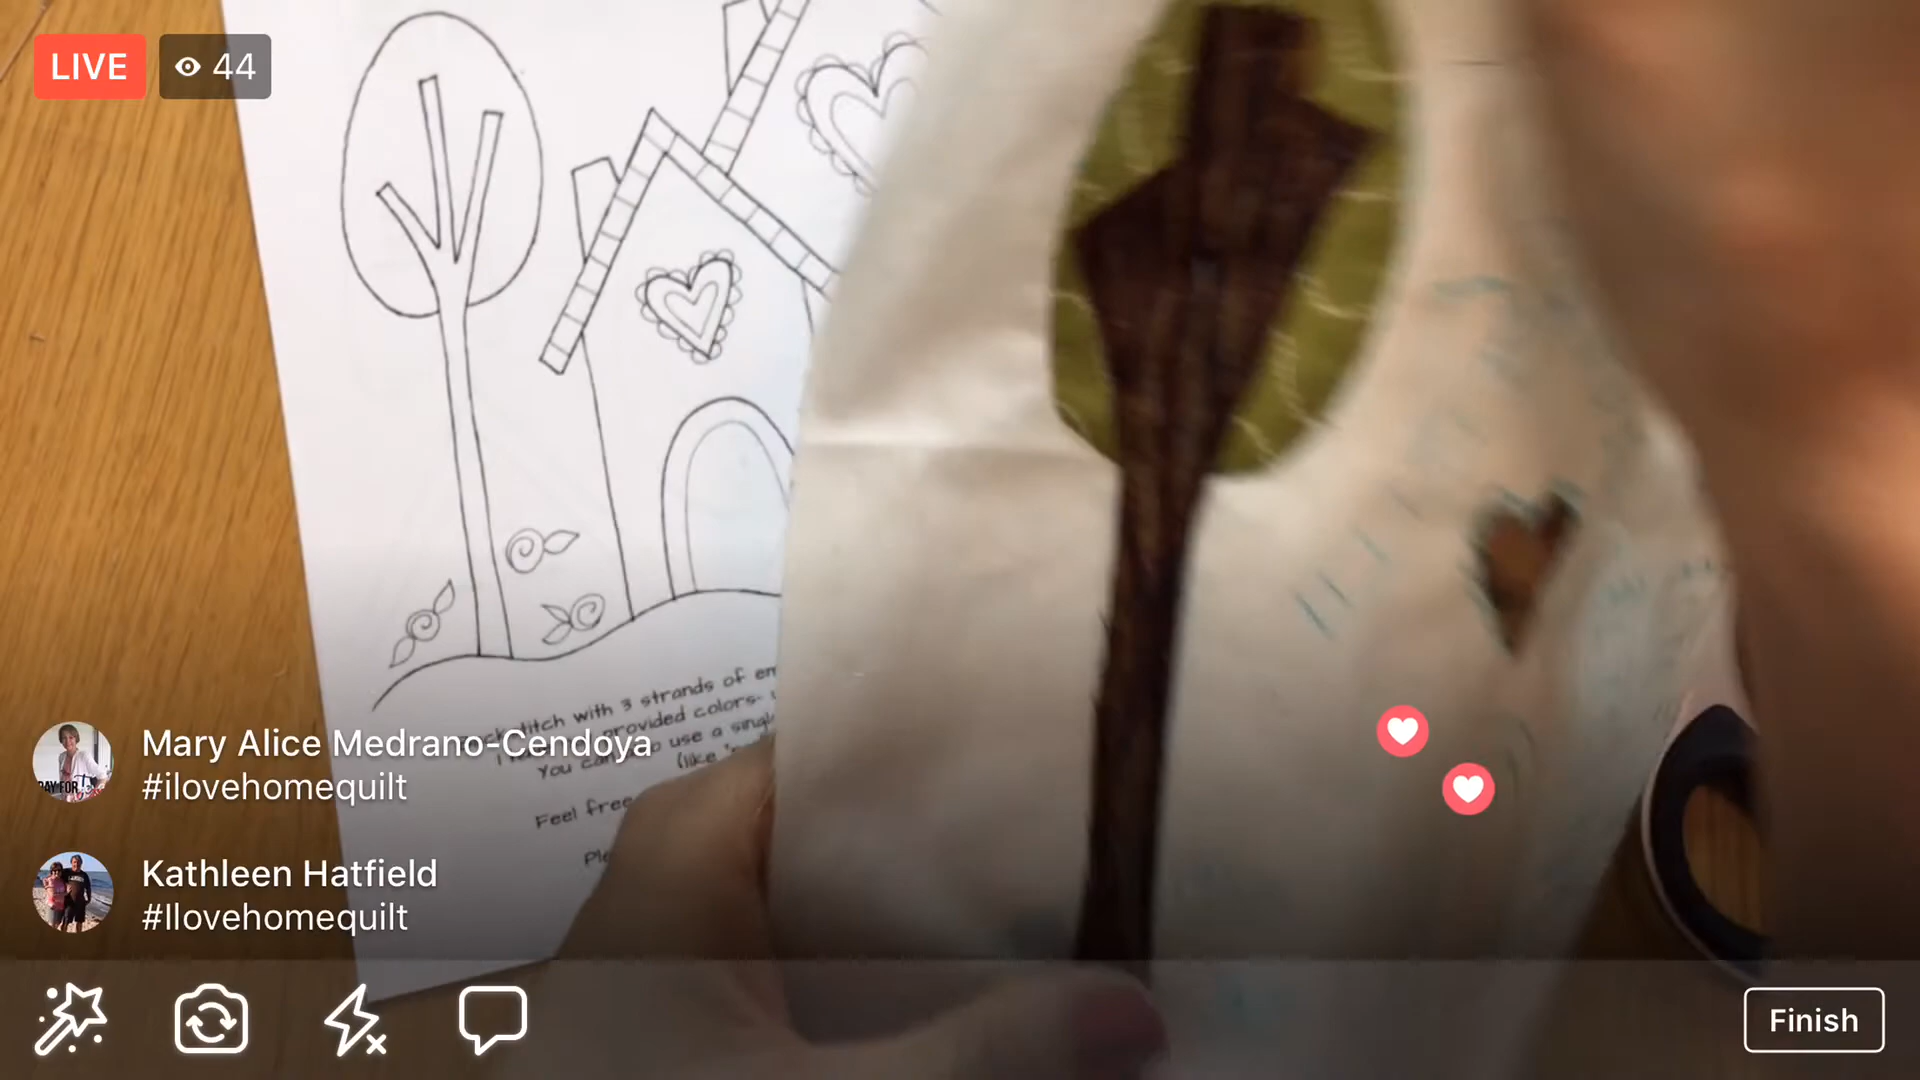 LIVE 44
stitch with 3 strands of
provided colors-
You can use a
(like
Feel free
Mary Alice Medrano-Cendoya
#ilovehomequilt
Kathleen Hatfield
#Ilovehomequilt
Finish